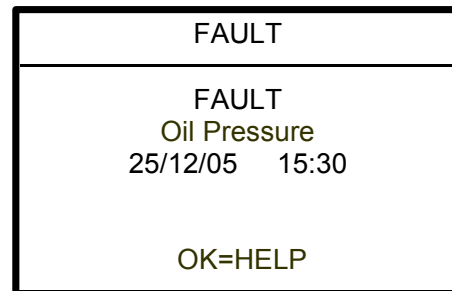 FAULT
FAULT
Oil Pressure
25/12/05 15:30
OK=HELP